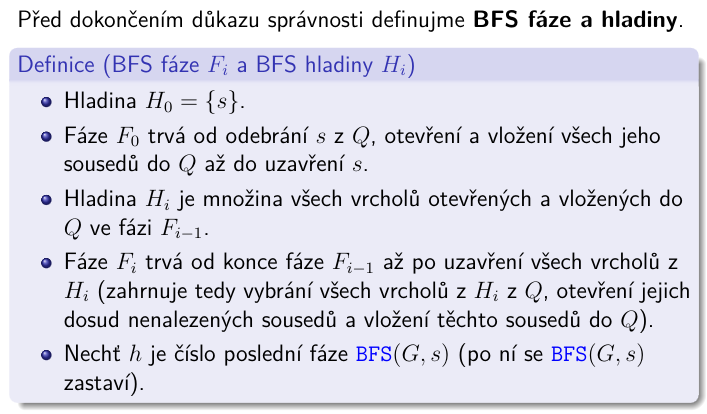 Před dokončením důkazu správnosti definujme BFS fáze a hladiny.
Definice (BFS fáze F_i a BFS hladiny H_i)
Hladina H_0 = {s}.
Fáze F_0 trvá od odebrání s z Q, otevření a vložení všech jeho
sousedů do Q až do uzavření s.
Hladina H_i je množina všech vrcholů otevřených a vložených do
Q ve fázi F_{i−1}.
Fáze F_i trvá od konce fáze F_{i−1} až po uzavření všech vrcholů z
H_i (zahrnuje tedy vybrání všech vrcholů z H_i z Q, otevření jejich
dosud nenalezených sousedů a vložení těchto sousedů do Q).
Nechť h je číslo poslední fáze BFS(G, s) (po ní se BFS(G, s)
zastaví).